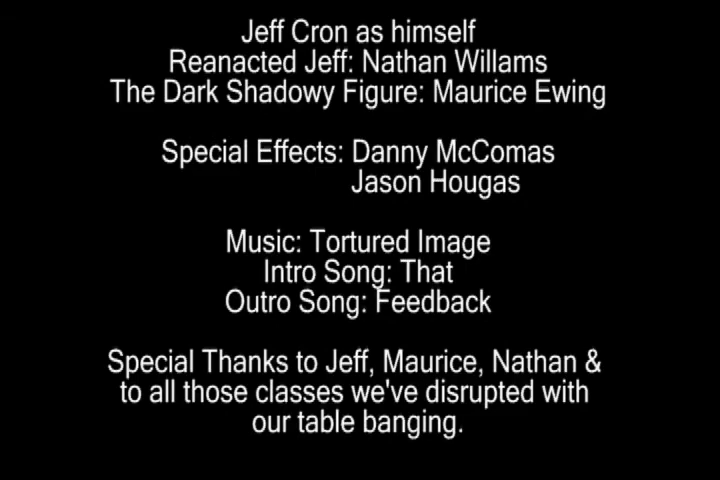 Jeff Cron as himself
Reanacted Jeff: Nathan Willams
The Dark Shadowy Figure: Maurice Ewing
Special Effects: Danny McComas
Jason Hougas
Music: Tortured Image
Intro Song: That
Outro Song: Feedback
Special Thanks to Jeff, Maurice, Nathan &
to all those classes we've disrupted with
our table banging.